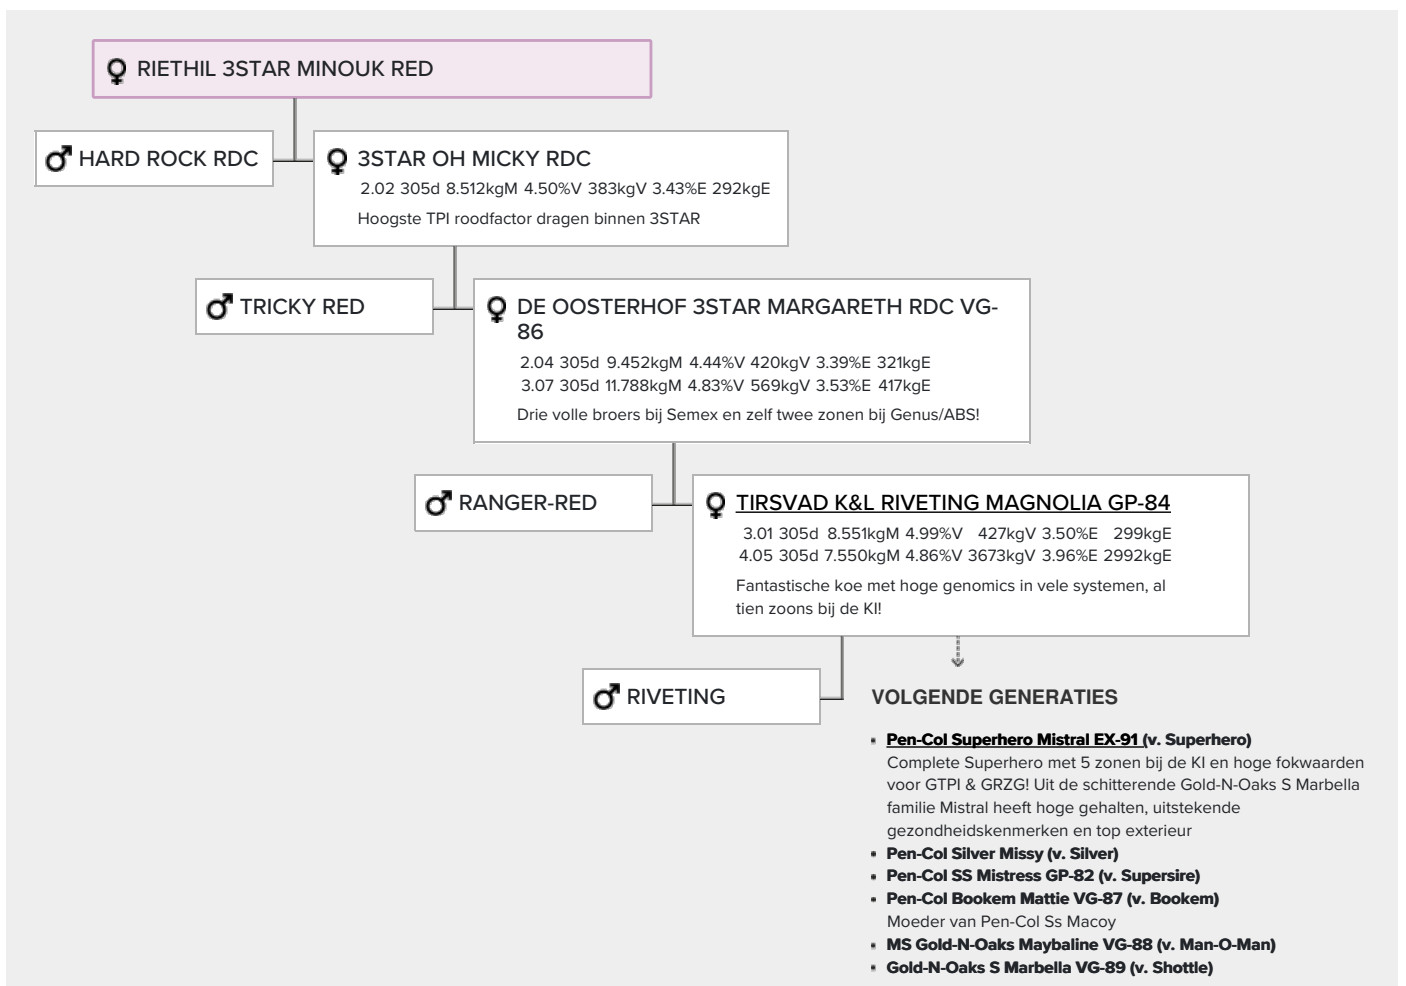 RIETHIL 3STAR MINOUK RED
HARD ROCK RDC
3STAR OH MICKY RDC
2.02 305d 8.512kgM 4.50%V 383kgV 3.43%E 292kgE
Hoogste TPI roodfactor dragen binnen 3STAR
TRICKY RED
DE OOSTERHOF 3STAR MARGARETH RDC VG-
86
2.04 305d 9.452kgM 4.44%V 420kgV 3.39%E 321kgE
3.07 305d 11.788kgM 4.83%V 569kgV 3.53%E 417kgE
Drie volle broers bij Semex en zelf twee zonen bij Genus/ABS!
RANGER-RED
TIRSVAD K&L RIVETING MAGNOLIA GP-84
3.01 305d 8.551kgM 4.99%V 427kgV 3.50%E 299kgE
4.05 305d 7.550kgM 4.86%V 3673kgV 3.96%E 2992kgE
Fantastische koe met hoge genomics in vele systemen, al
tien zoons bij de KI!
RIVETING
VOLGENDE GENERATIES
Pen-Col Superhero Mistral EX-91 (v. Superhero)
Complete Superhero met 5 zonen bij de KI en hoge fokwaarden
voor GTPI & GRZG! Uit de schitterende Gold-N-Oaks S Marbella
familie Mistral heeft hoge gehalten, uitstekende
gezondheidskenmerken en top exterieur
Pen-Col Silver Missy (v. Silver)
Pen-Col SS Mistress GP-82 (v. Supersire)
Pen-Col Bookem Mattie VG-87 (v. Bookem)
Moeder van Pen-Col Ss Macoy
MS Gold-N-Oaks Maybaline VG-88 (v. Man-O-Man)
Gold-N-Oaks S Marbella VG-89 (v. Shottle)